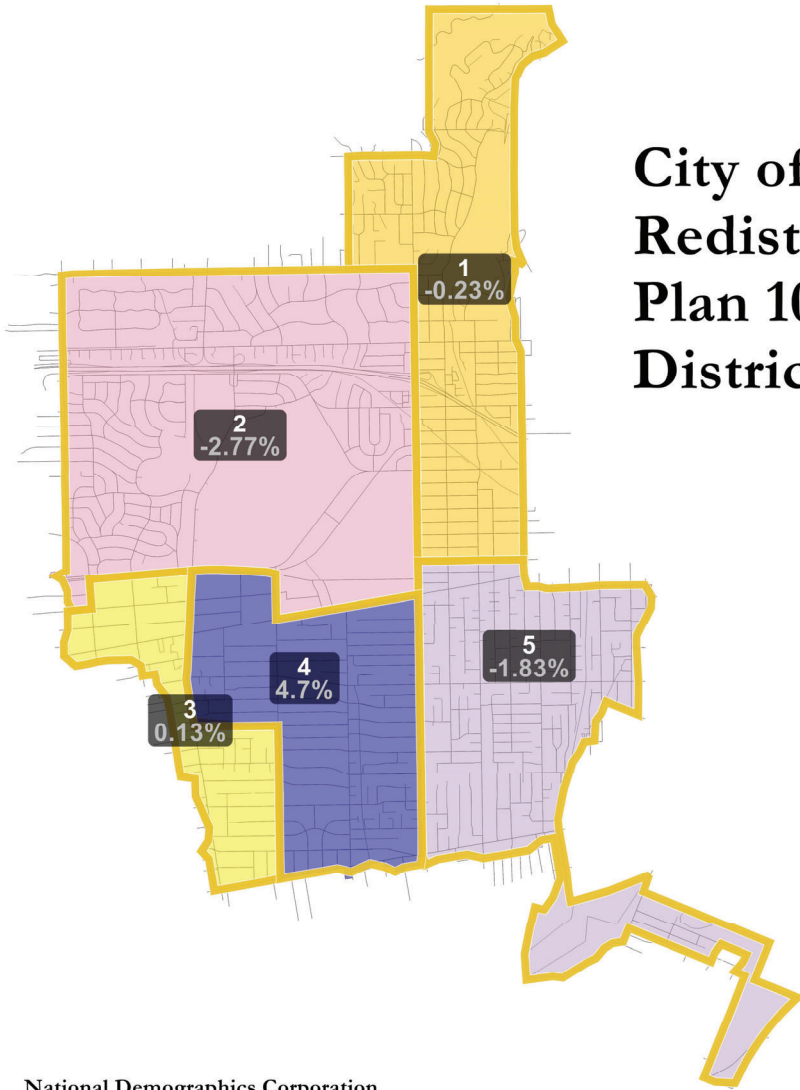 City of
Redist
Plan 10
Distric
1
-0.23%
2
-2.77%
5
-1.83%
4
4.7%
3
0.13%
National Demographics Corporation